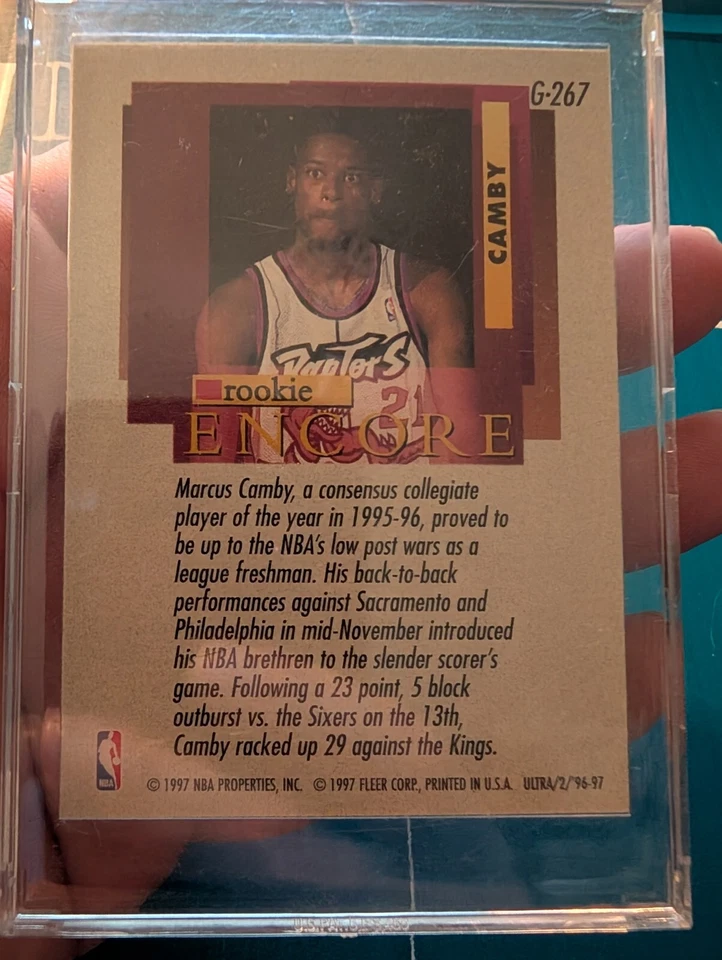 G•267
CAMBY
RapTorS
21
rookie
ENCORE
Marcus Camby, a consensus collegiate
player of the year in 1995-96, proved to
be up to the NBA's low post wars as a
league freshman. His back-to-back
performances against Sacramento and
Philadelphia in mid-November introduced
his NBA brethren to the slender scorer's
game. Following a 23 point, 5 block
outburst vs. the Sixers on the 13th,
Camby racked up 29 against the Kings.
NBA
© 1997 NBA PROPERTIES, INC. © 1997 FLEER CORP., PRINTED IN U.S.A. ULTRA/2/'96-97